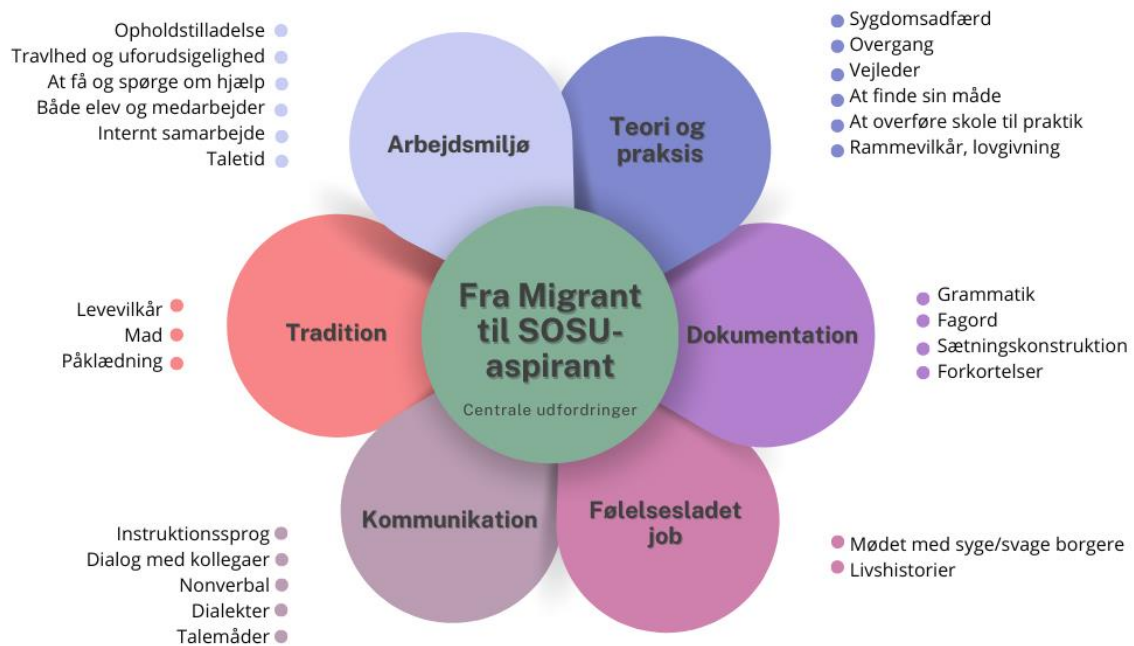 Opholdstilladelse
Travlhed og uforudsigelighed
At få og spørge om hjælp
Både elev og medarbejder
Internt samarbejde
Taletid
Arbejdsmiljø
Teori og
praksis
Sygdomsadfærd
Overgang
Vejleder
At finde sin måde
At overføre skole til praktik
Rammevilkår, lovgivning
Levevilkår
Mad
Påklædning
Tradition
Fra Migrant
til SOSU-
aspirant
Centrale udfordringer
Dokumentation
Grammatik
Fagord
Sætningskonstruktion
Forkortelser
Instruktionssprog
Dialog med kollegaer
Nonverbal
Dialekter
Talemåder
Kommunikation
Følelsesladet
job
Mødet med syge/svage borgere
Livshistorier